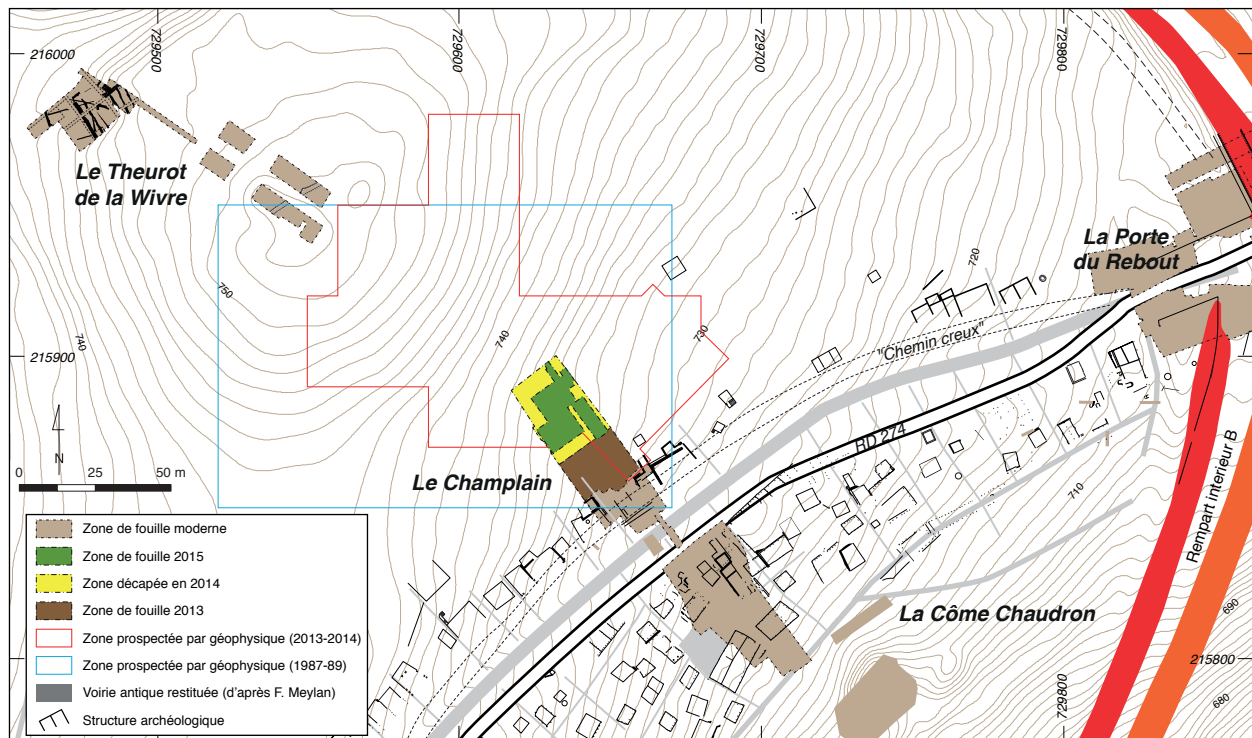 729500
729600
729700
729800
216000
Le Theurot
de la Wivre
La Porte
du Rebout
720
750
740
740
730
"Chemin creux"
215900
RD 274
0 25 50 m
N
Le Champlain
710
Rempart interieur B
La Côme Chaudron
690
215800
729800
680
Zone de fouille moderne
Zone de fouille 2015
Zone décapée en 2014
Zone de fouille 2013
Zone prospectée par géophysique (2013-2014)
Zone prospectée par géophysique (1987-89)
Voirie antique restituée (d'après F. Meylan)
Structure archéologique